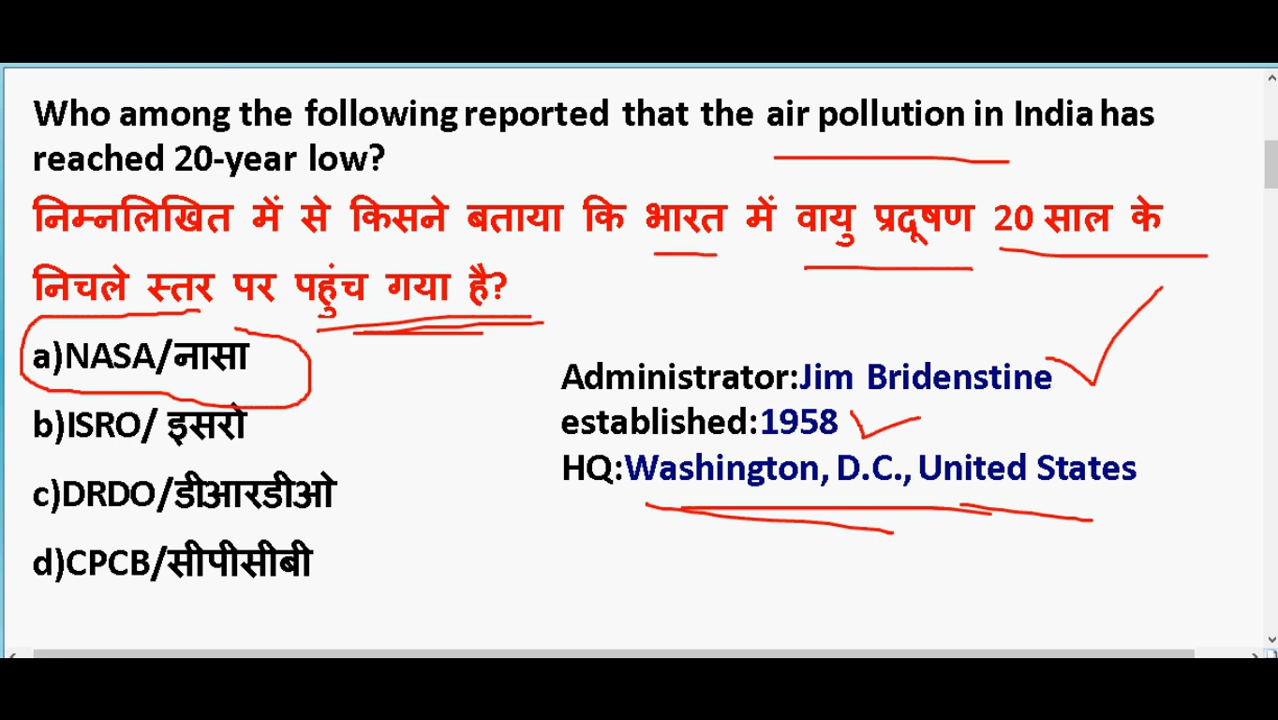 Who among the following reported that the air pollution in India has
reached 20-year low?
निम्नलिखित में से किसने बताया कि भारत में वायु प्रदूषण 20 साल के
निचले स्तर पर पहुंच गया है?
a)NASA/नासा
b)ISRO/ इसरो
c)DRDO/डीआरडीओ
d)CPCB/सीपीसीबी
Administrator:Jim Bridenstine
established:1958
HQ:Washington, D.C., United States